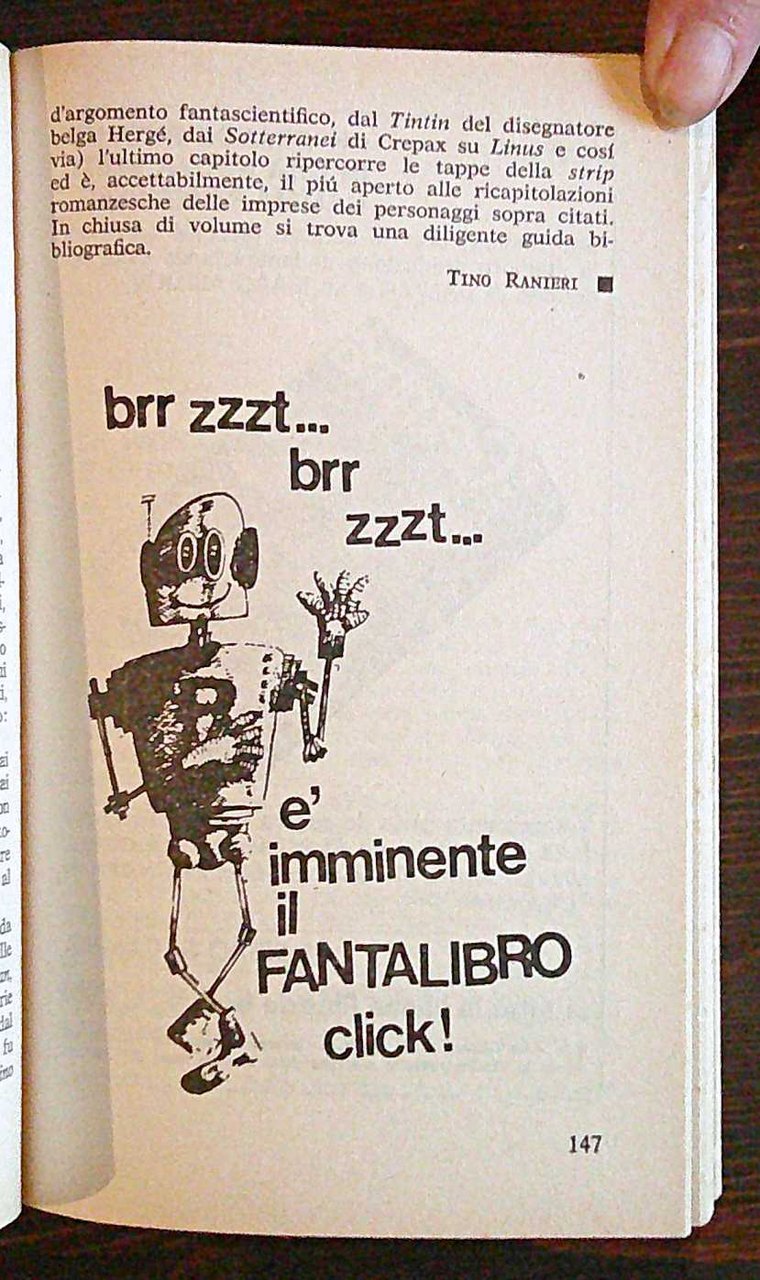 d'argomento fantascientifico, dal Tintin del disegnatore
belga Hergé, dai Sotterranei di Crepax su Linus e cosí
via) l'ultimo capitolo ripercorre le tappe della strip
ed è, accettabilmente, il piú aperto alle ricapitolazioni
romanzesche delle imprese dei personaggi sopra citati.
In chiusa di volume si trova una diligente guida bi-
bliografica.
TINO RANIERI ■
brr zzzt...
brr
zzzt...
e'
imminente
il
FANTALIBRO
click!
147